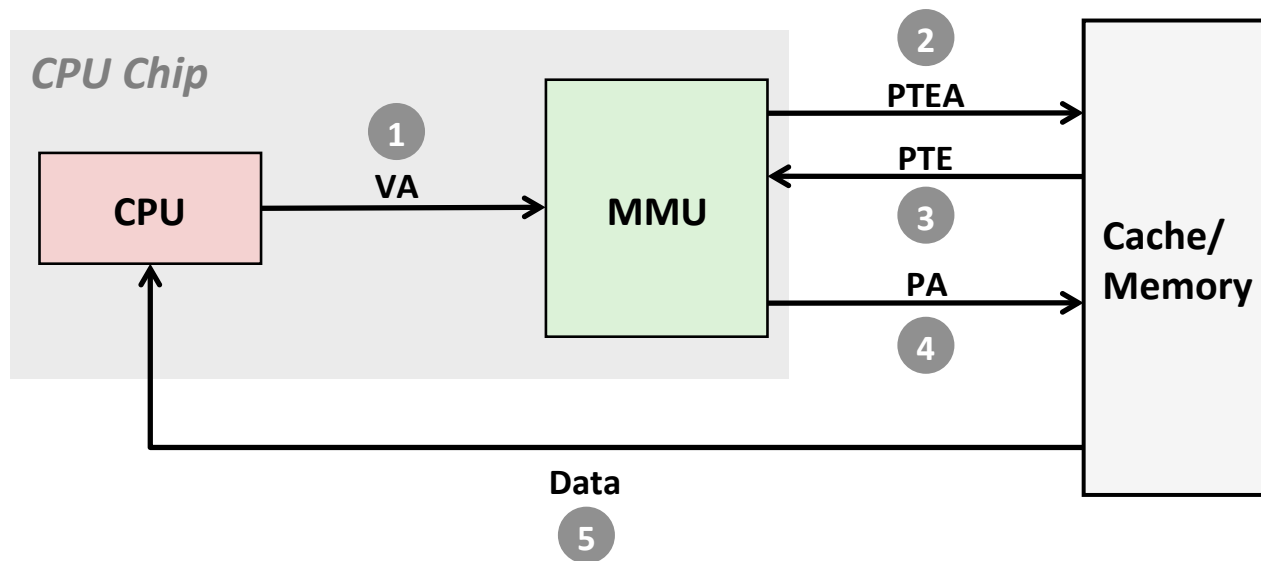 CPU Chip
2
PTEA
1
VA
PTE
CPU
MMU
3
Cache/
Memory
PA
4
Data
5